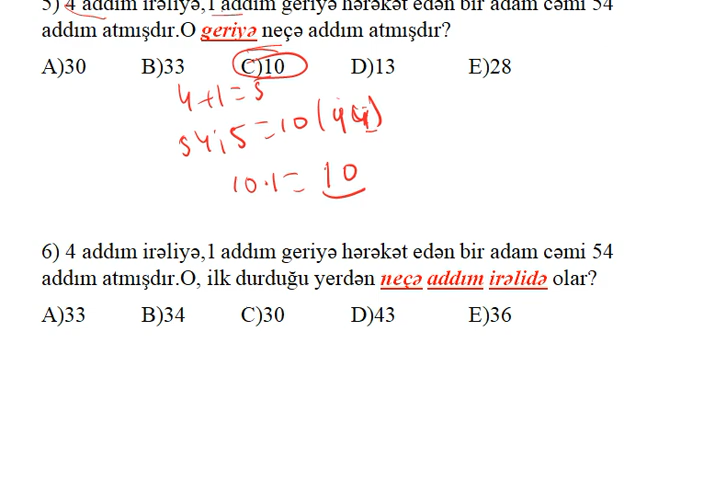 5) 4 addım irəliyə,1 addım geriyə hərəkət edən bir adam cəmi 54
addım atmışdır.O geriyə neçə addım atmışdır?
A)30 B)33 C)10 D)13 E)28
4+1=5
54:5=10(
10·1=10
6) 4 addım irəliyə,1 addım geriyə hərəkət edən bir adam cəmi 54
addım atmışdır.O, ilk durduğu yerdən neçə addım irəlidə olar?
A)33 B)34 C)30 D)43 E)36